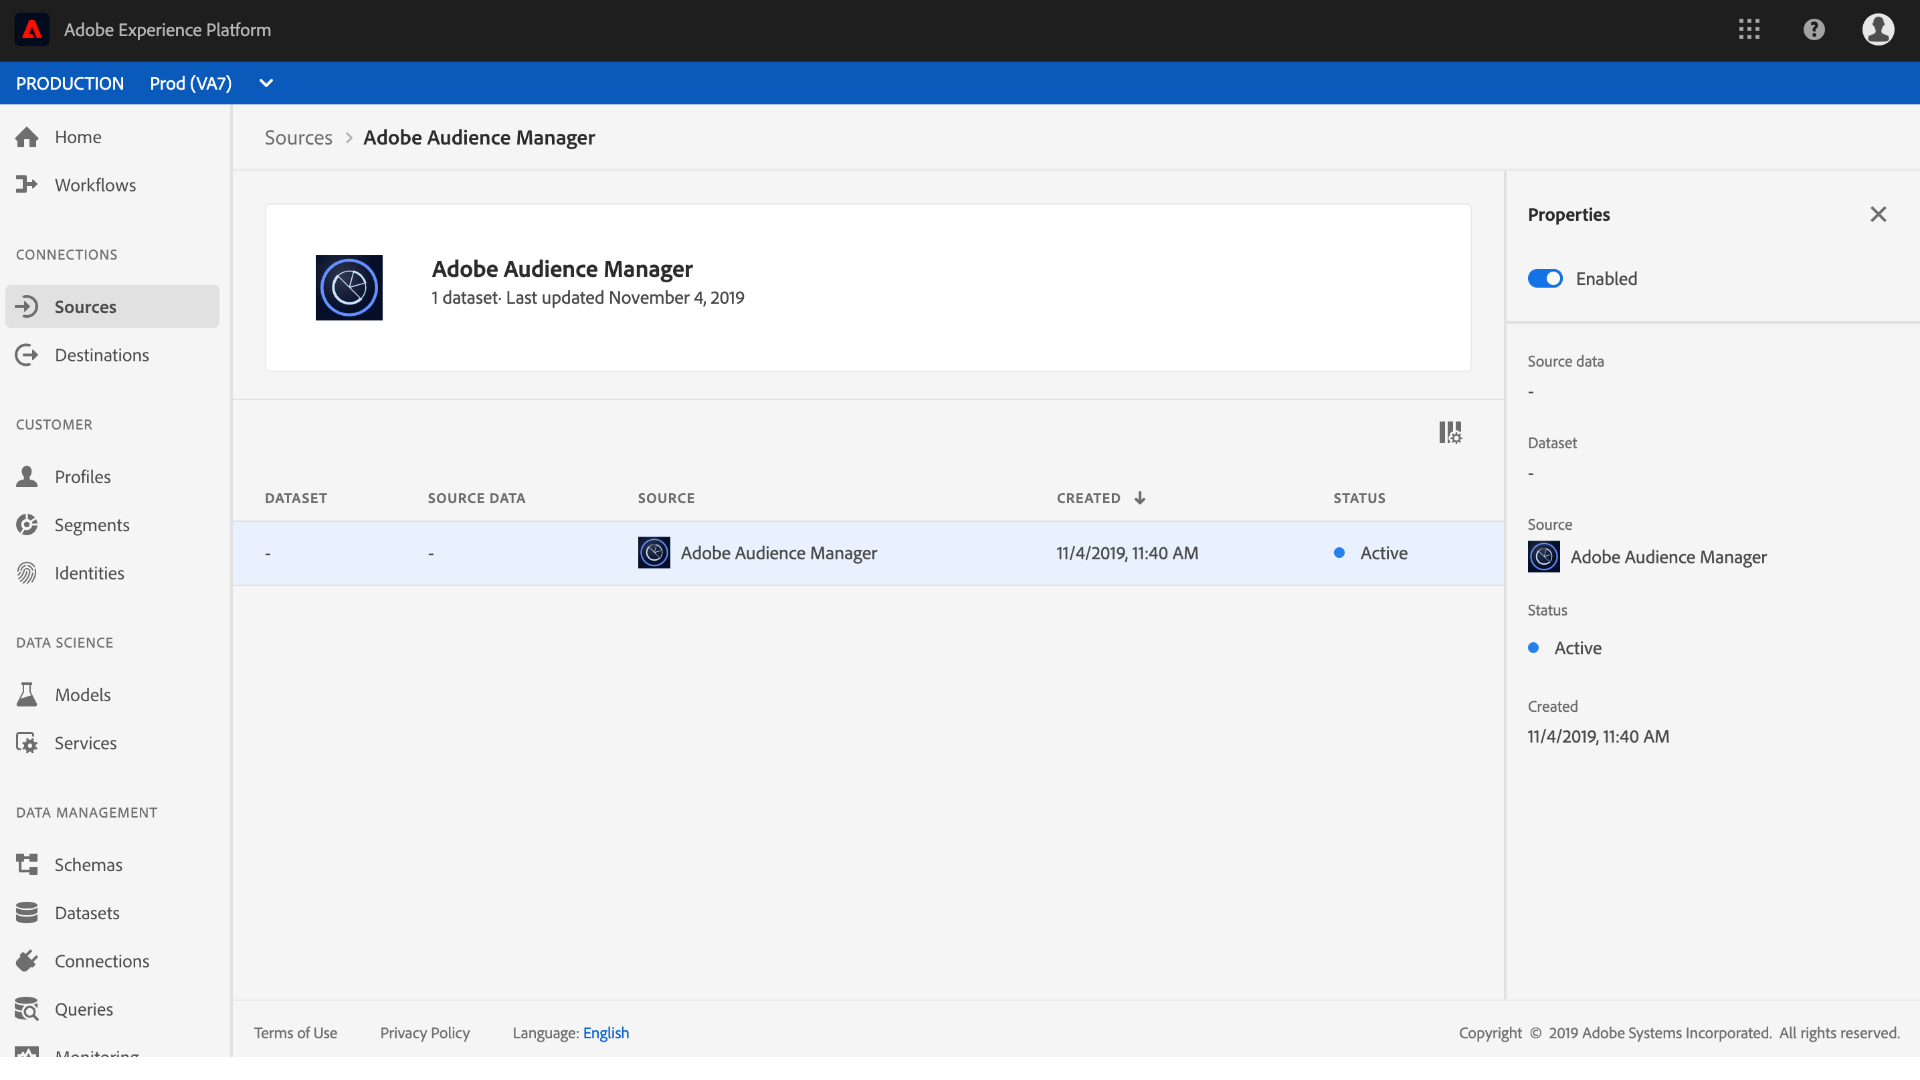 Adobe Experience Platform
PRODUCTION Prod (VA7)
Home
Workflows
CONNECTIONS
Sources
Destinations
CUSTOMER
Profiles
Segments
Identities
DATA SCIENCE
Models
Services
DATA MANAGEMENT
Schemas
Datasets
Connections
Queries
Monitoring
Sources > Adobe Audience Manager
Adobe Audience Manager
1 dataset· Last updated November 4, 2019
DATASET SOURCE DATA SOURCE CREATED ↓ STATUS
- - Adobe Audience Manager 11/4/2019, 11:40 AM Active
Properties
Enabled
Source data
-
Dataset
-
Source
Adobe Audience Manager
Status
Active
Created
11/4/2019, 11:40 AM
Terms of Use Privacy Policy Language: English
Copyright © 2019 Adobe Systems Incorporated. All rights reserved.